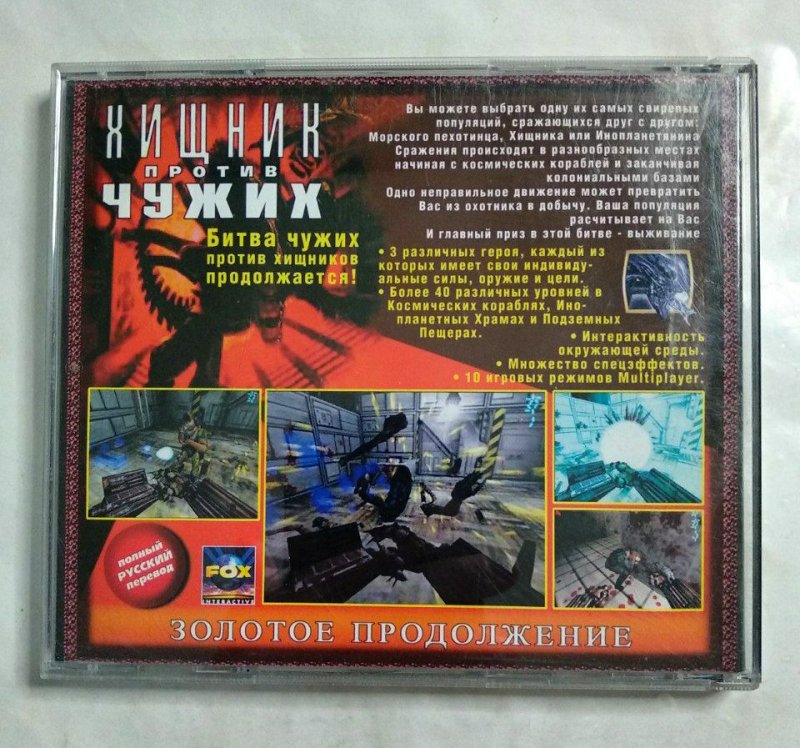 ХИЩНИК
ПРОТИВ
ЧУЖИХ
Битва чужих
против хищников
продолжается!
Вы можете выбрать одну их самых свирепых
популяций, сражающихся друг с другом:
Морского пехотинца, Хищника или Инопланетянина
Сражения происходят в разнообразных местах
начиная с космических кораблей и заканчивая
колониальными базами
Одно неправильное движение может превратить
Вас из охотника в добычу. Ваша популяция
расчитывает на Вас
И главный приз в этой битве - выживание
• 3 различных героя, каждый из
которых имеет свои индивиду-
альные силы, оружие и цели.
• Более 40 различных уровней в
Космических кораблях, Ино-
планетных Храмах и Подземных
Пещерах.
• Интерактивность
окружающей среды.
• Множество спецэффектов.
• 10 игровых режимов Multiplayer.
полный
РУССКИЙ
перевод
FOX
INTERACTIVE
ЗОЛОТОЕ ПРОДОЛЖЕНИЕ